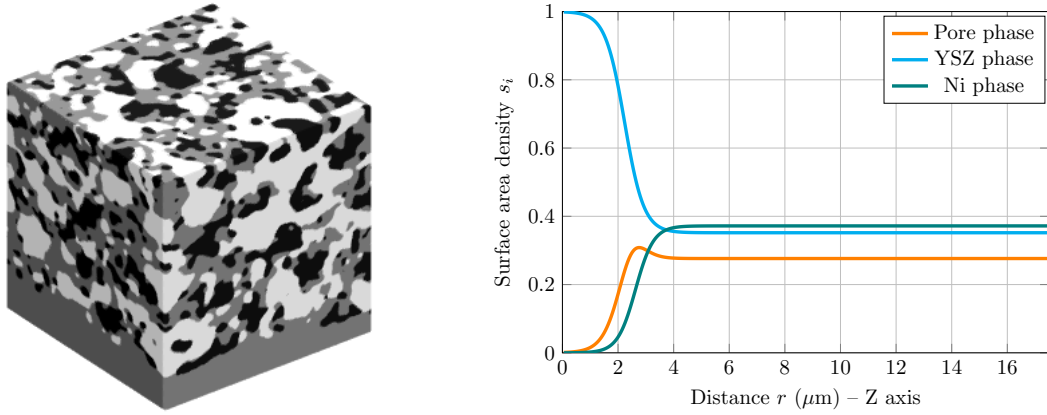 Pore phase
YSZ phase
Ni phase
Surface area density s_i
1
0.8
0.6
0.4
0.2
0
0 2 4 6 8 10 12 14 16
Distance r (μm) – Z axis